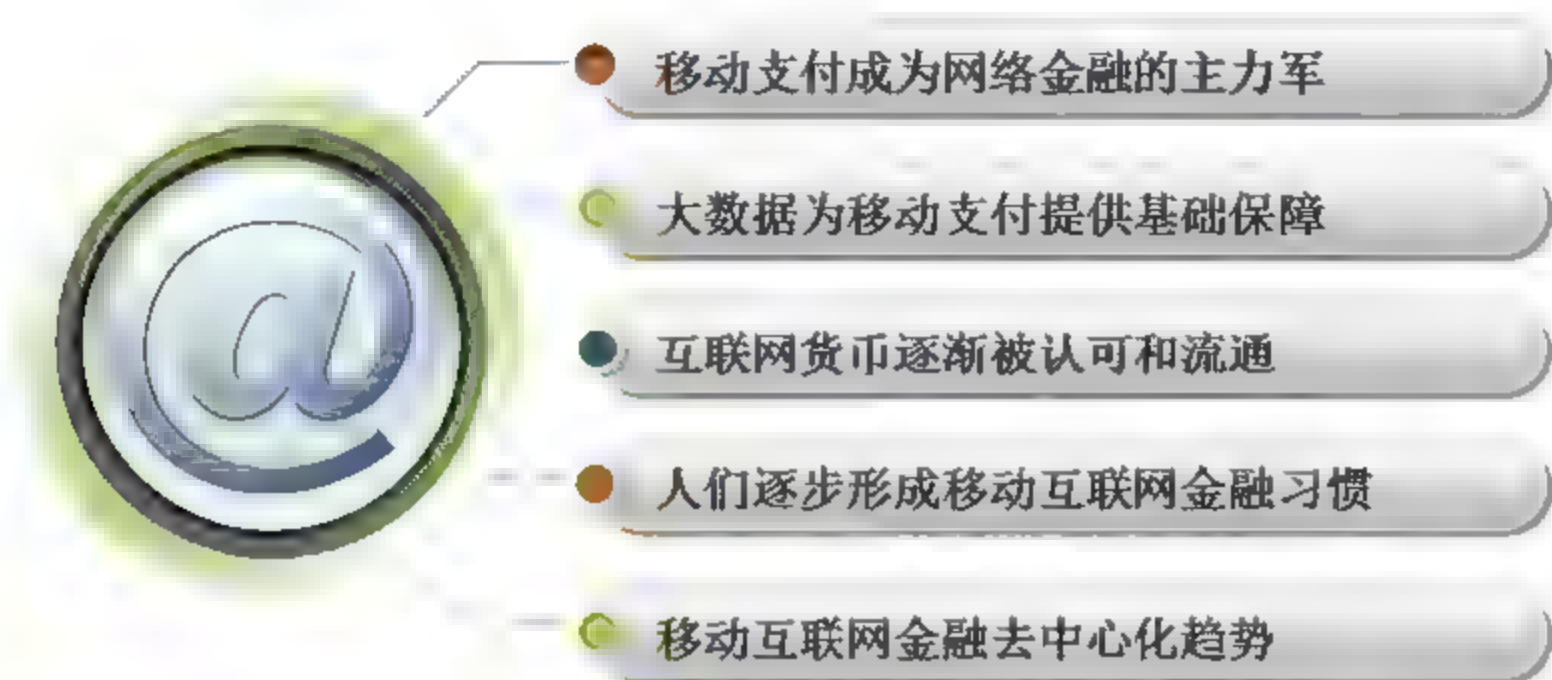 移动支付成为网络金融的主力军
大数据为移动支付提供基础保障
互联网货币逐渐被认可和流通
人们逐步形成移动互联网金融习惯
移动互联网金融去中心化趋势